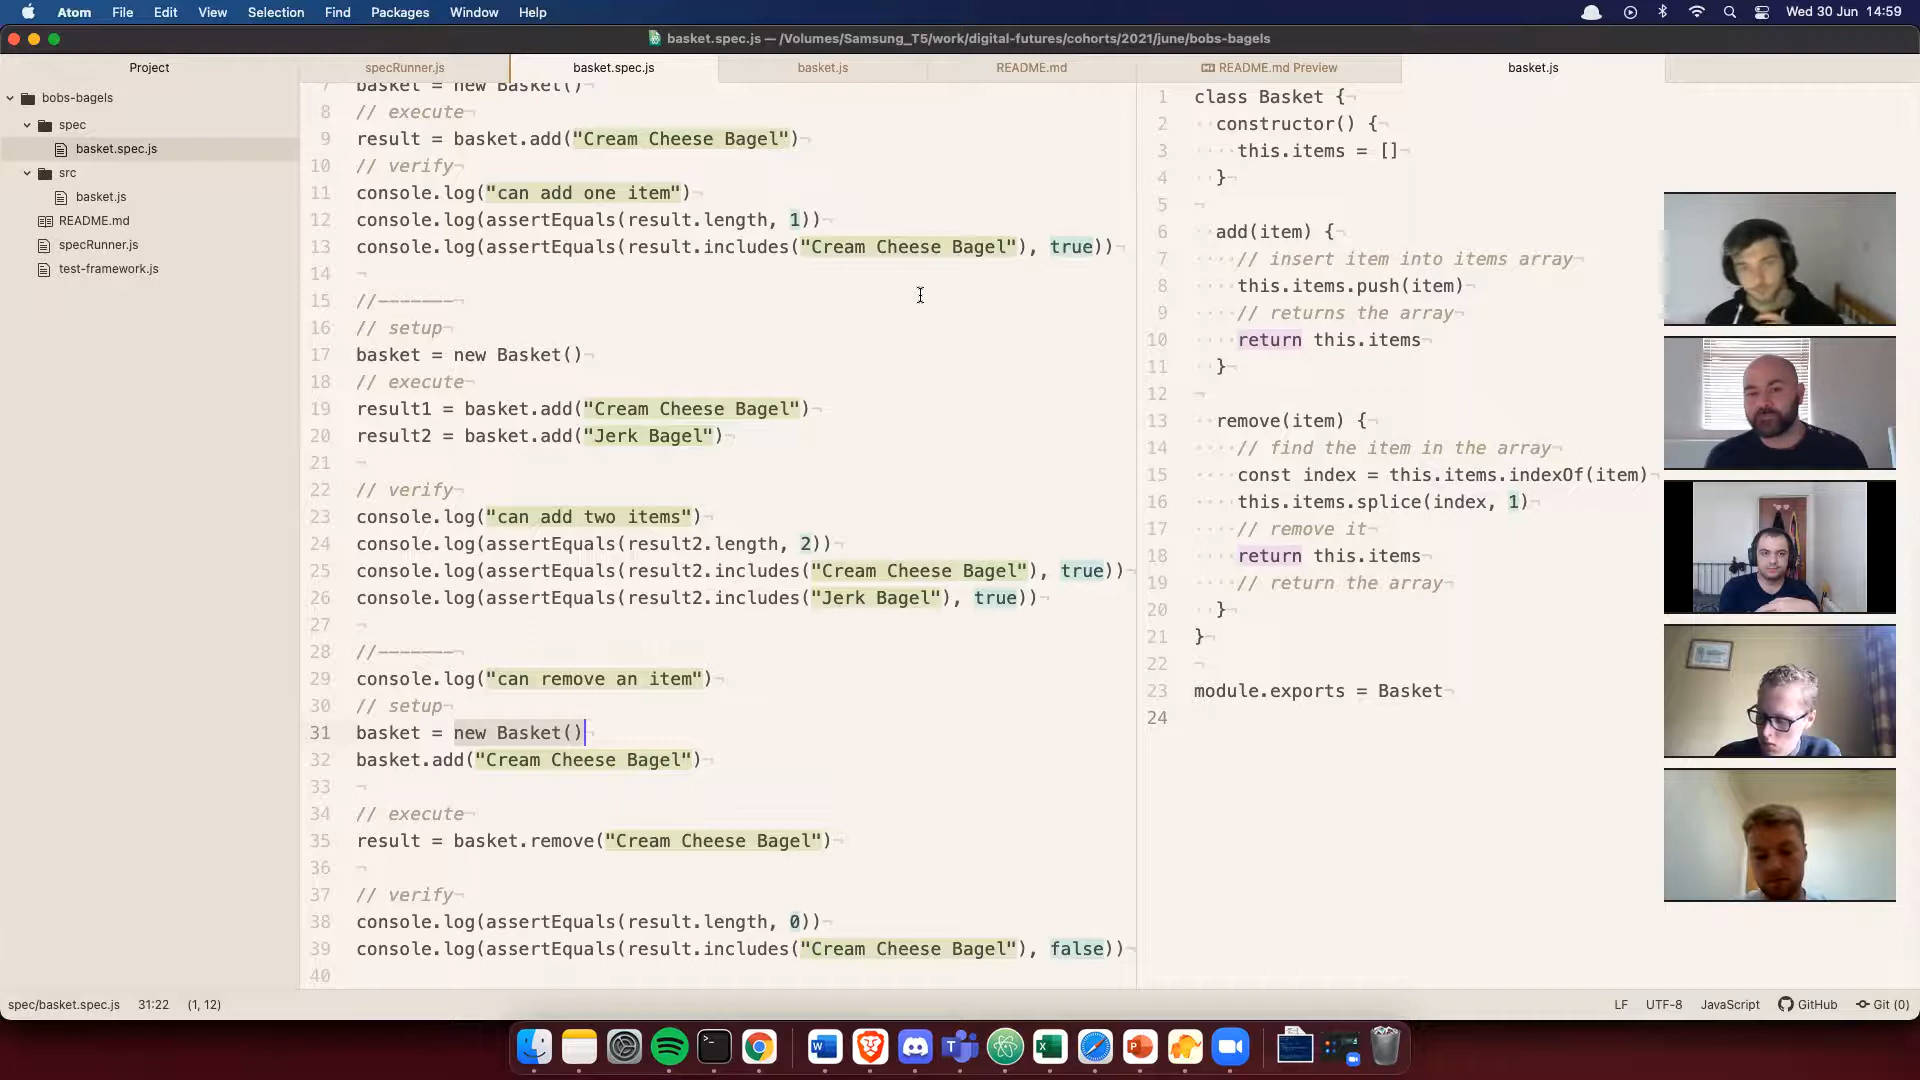 Atom File Edit View Selection Find Packages Window Help Wed 30 Jun 14:59
basket.spec.js — /Volumes/Samsung_T5/work/digital-futures/cohorts/2021/june/bobs-bagels
Project
specRunner.js basket.spec.js basket.js README.md README.md Preview basket.js
bobs-bagels
spec
basket.spec.js
src
basket.js
README.md
specRunner.js
test-framework.js
7 basket = new Basket()
8 // execute
9 result = basket.add("Cream Cheese Bagel")
10 // verify
11 console.log("can add one item")
12 console.log(assertEquals(result.length, 1))
13 console.log(assertEquals(result.includes("Cream Cheese Bagel"), true))
14
15 //-------
16 // setup
17 basket = new Basket()
18 // execute
19 result1 = basket.add("Cream Cheese Bagel")
20 result2 = basket.add("Jerk Bagel")
21
22 // verify
23 console.log("can add two items")
24 console.log(assertEquals(result2.length, 2))
25 console.log(assertEquals(result2.includes("Cream Cheese Bagel"), true))
26 console.log(assertEquals(result2.includes("Jerk Bagel"), true))
27
28 //-------
29 console.log("can remove an item")
30 // setup
31 basket = new Basket()
32 basket.add("Cream Cheese Bagel")
33
34 // execute
35 result = basket.remove("Cream Cheese Bagel")
36
37 // verify
38 console.log(assertEquals(result.length, 0))
39 console.log(assertEquals(result.includes("Cream Cheese Bagel"), false))
40
1 class Basket {
2 constructor() {
3 this.items = []
4 }
5
6 add(item) {
7 // insert item into items array
8 this.items.push(item)
9 // returns the array
10 return this.items
11 }
12
13 remove(item) {
14 // find the item in the array
15 const index = this.items.indexOf(item)
16 this.items.splice(index, 1)
17 // remove it
18 return this.items
19 // return the array
20 }
21 }
22
23 module.exports = Basket
24
spec/basket.spec.js 31:22 (1, 12) LF UTF-8 JavaScript GitHub Git (0)